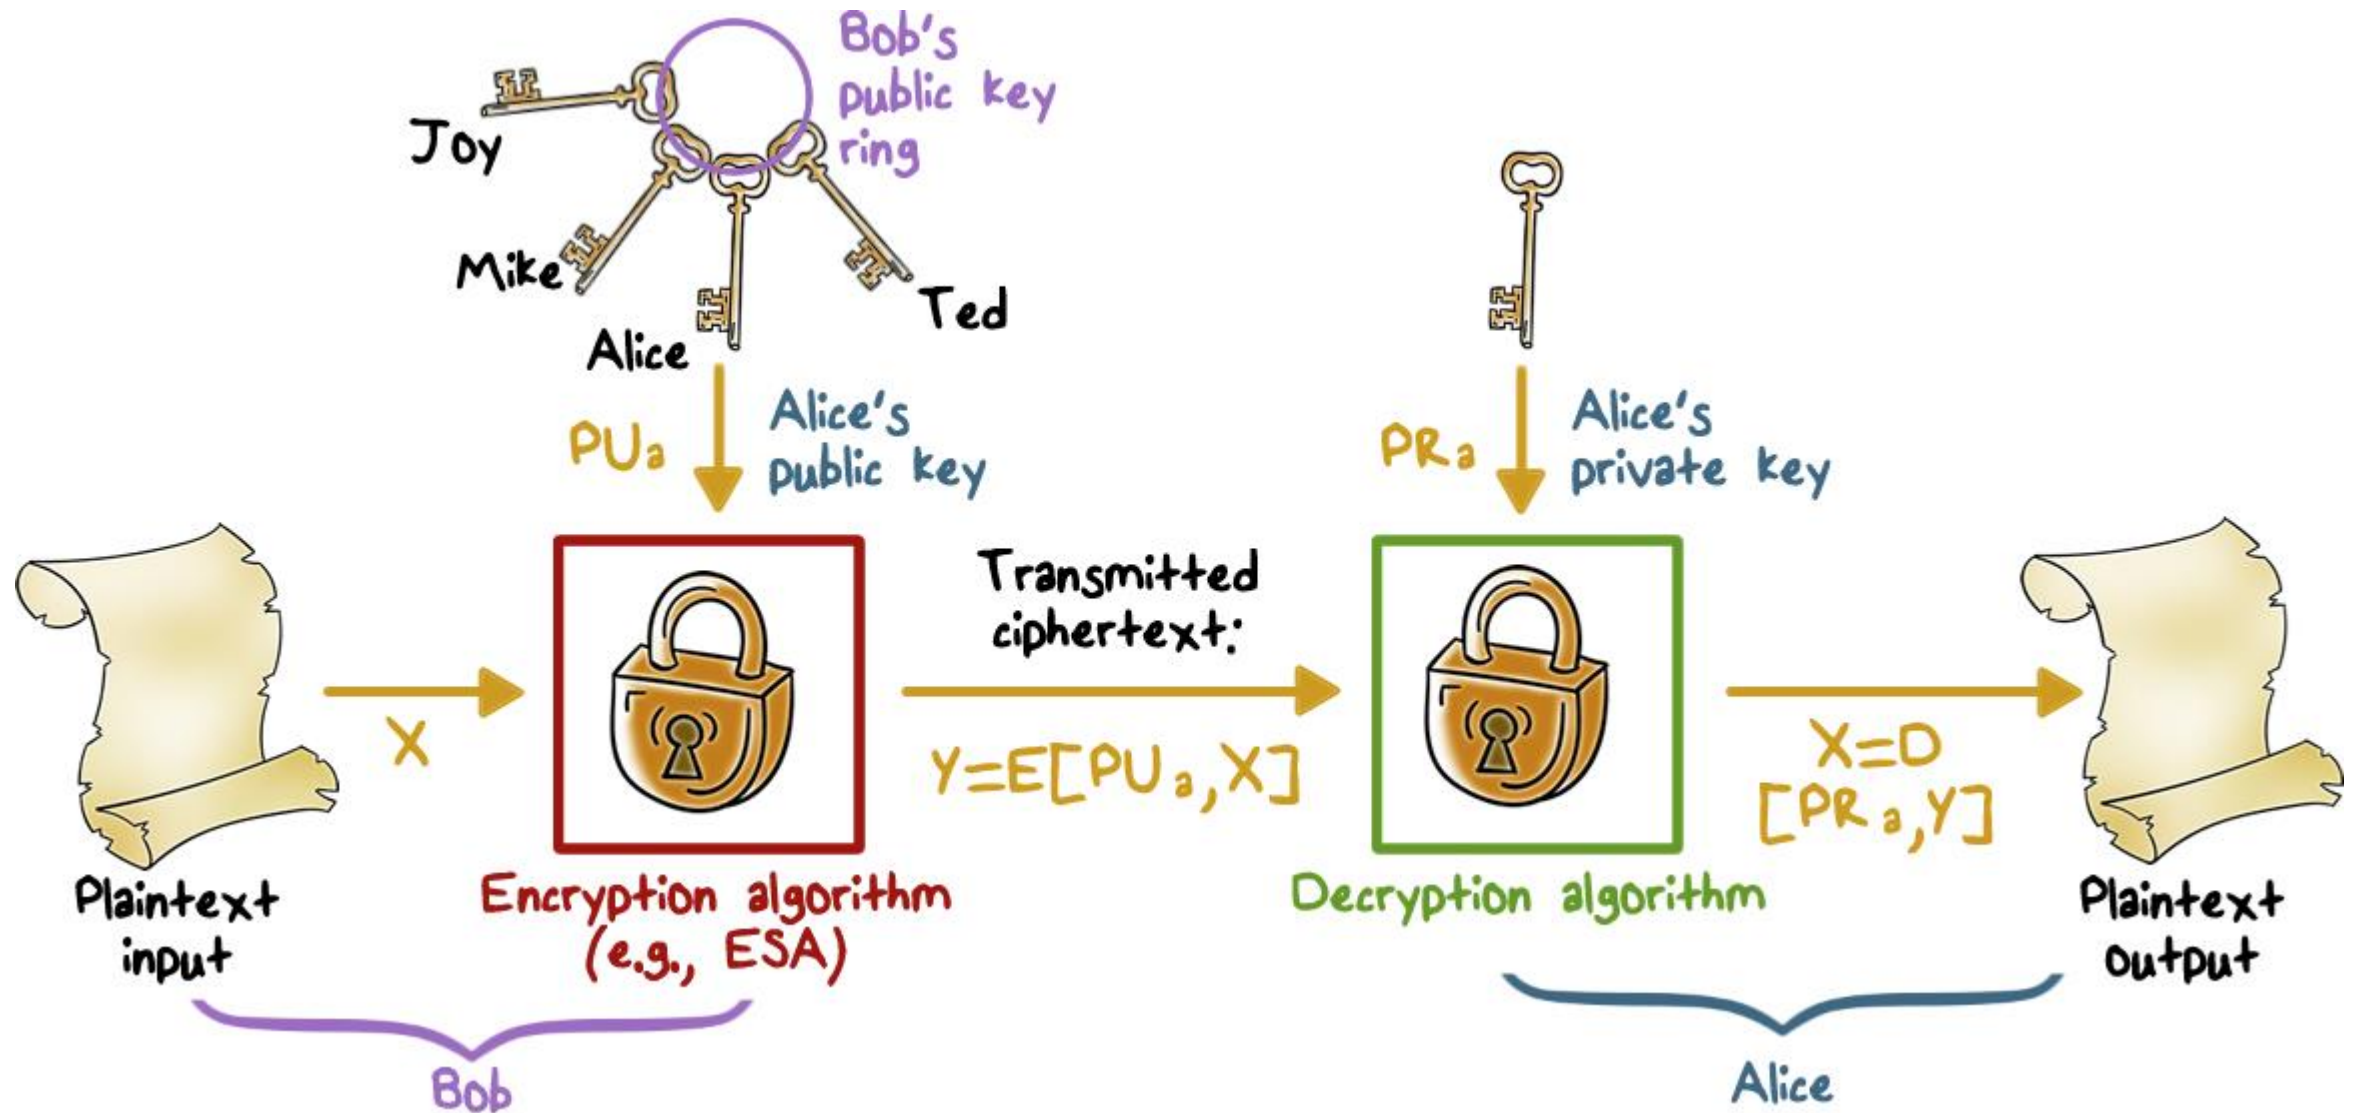 Bob's
public key
ring
Joy
Mike
Alice
Ted
PUa
Alice's
public key
PRa
Alice's
private key
Transmitted
ciphertext:
X
Y=E[PUa,X]
X=D
[PRa,Y]
Plaintext
input
Encryption algorithm
(e.g., ESA)
Decryption algorithm
Plaintext
output
Bob
Alice